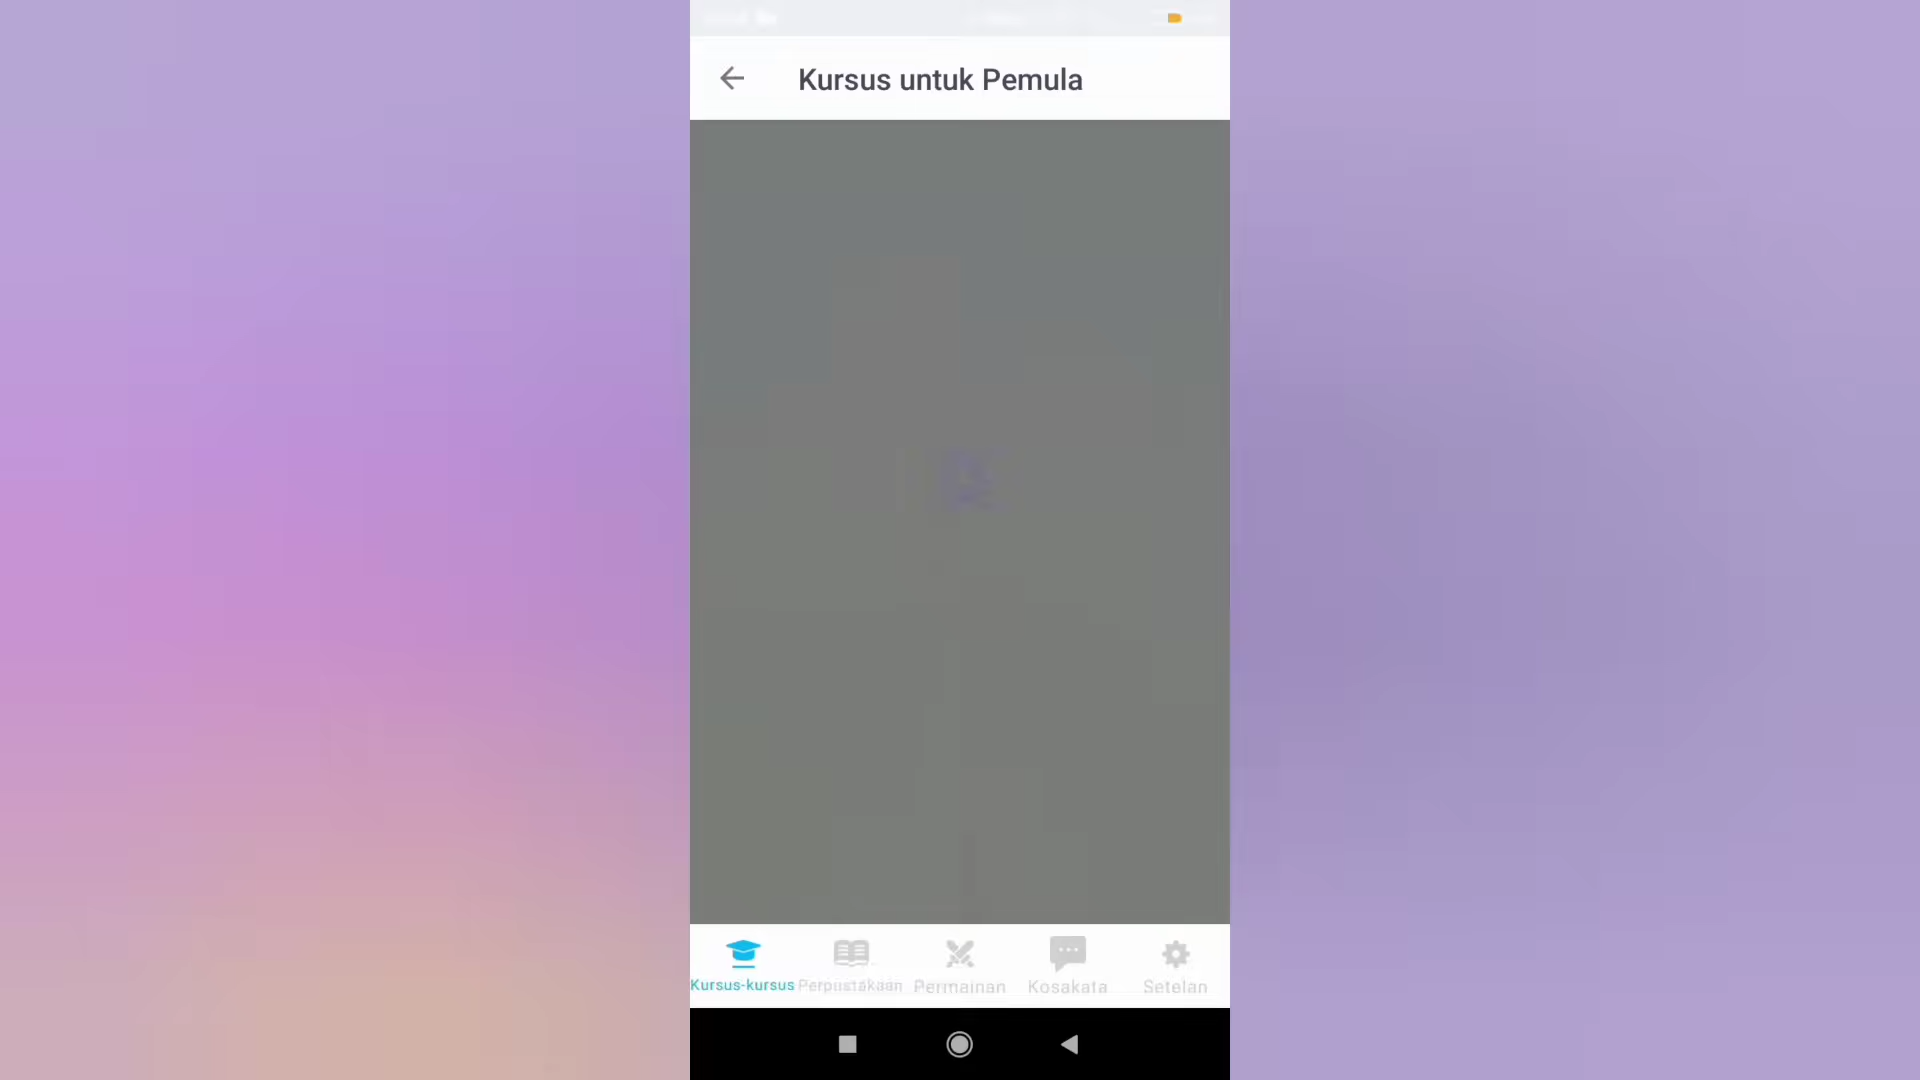 Kursus untuk Pemula
Kursus-kursus Perpustakaan Permainan Kosakata Setelan